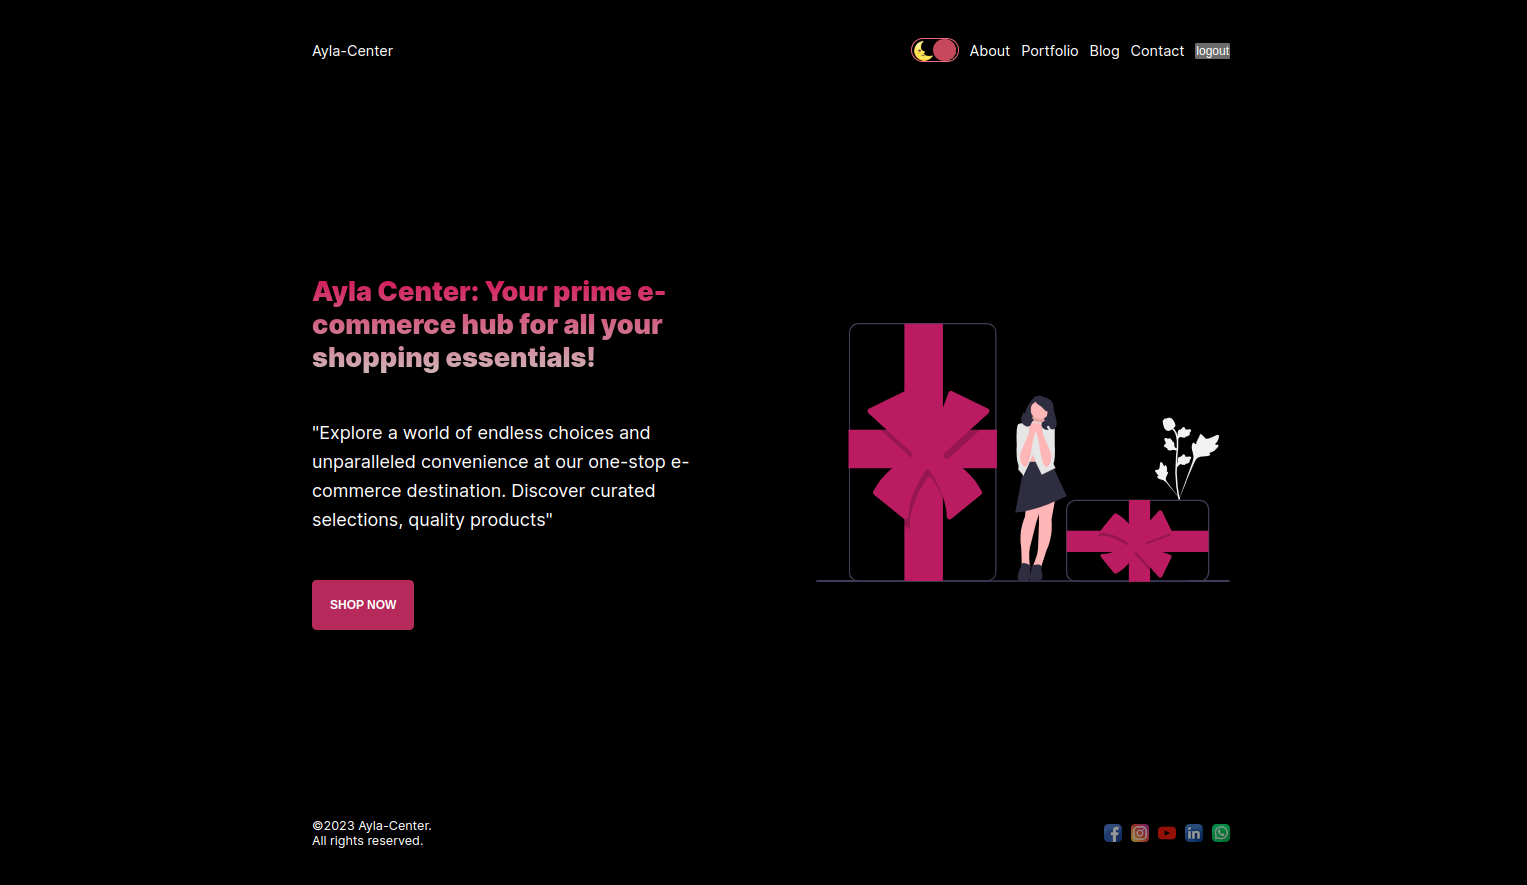 Ayla-Center
About Portfolio Blog Contact logout
Ayla Center: Your prime e-
commerce hub for all your
shopping essentials!
"Explore a world of endless choices and
unparalleled convenience at our one-stop e-
commerce destination. Discover curated
selections, quality products"
SHOP NOW
©2023 Ayla-Center.
All rights reserved.